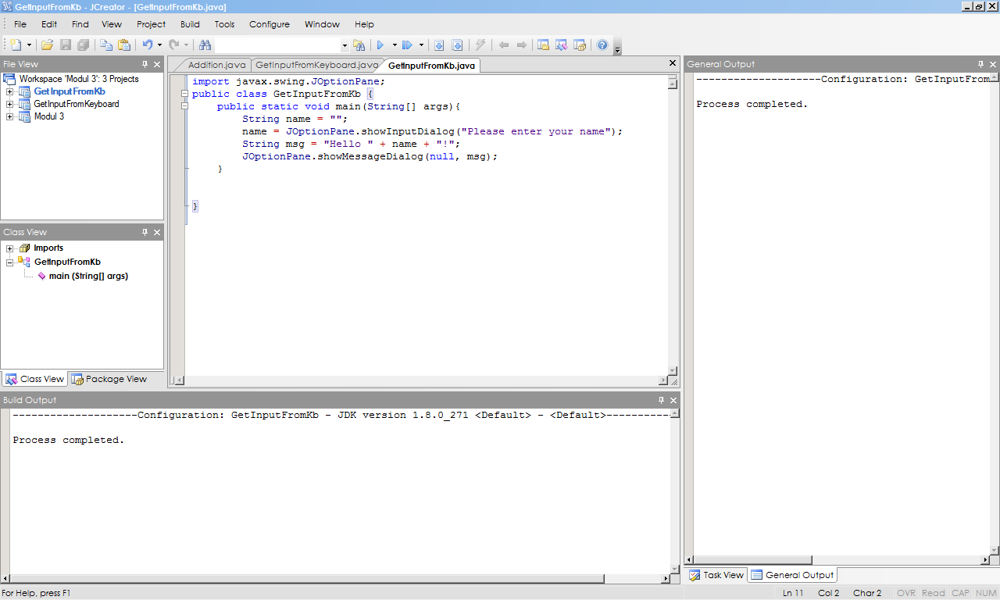 GetInputFromKb - JCreator - [GetInputFromKb.java]
File Edit Find View Project Build Tools Configure Window Help
File View
Workspace 'Modul 3': 3 Projects
GetInputFromKb
GetInputFromKeyboard
Modul 3
Class View
Imports
GetInputFromKb
main (String[] args)
Class View Package View
Addition.java GetInputFromKeyboard.java GetInputFromKb.java
import javax.swing.JOptionPane;
public class GetInputFromKb {
    public static void main(String[] args){
        String name = "";
        name = JOptionPane.showInputDialog("Please enter your name");
        String msg = "Hello " + name + "!";
        JOptionPane.showMessageDialog(null, msg);
    }
}
General Output
--------------------Configuration: GetInputFrom
Process completed.
Task View General Output
Build Output
--------------------Configuration: GetInputFromKb - JDK version 1.8.0_271 <Default> - <Default>----------
Process completed.
For Help, press F1
Ln 11 Col 2 Char 2 OVR Read CAP NUM